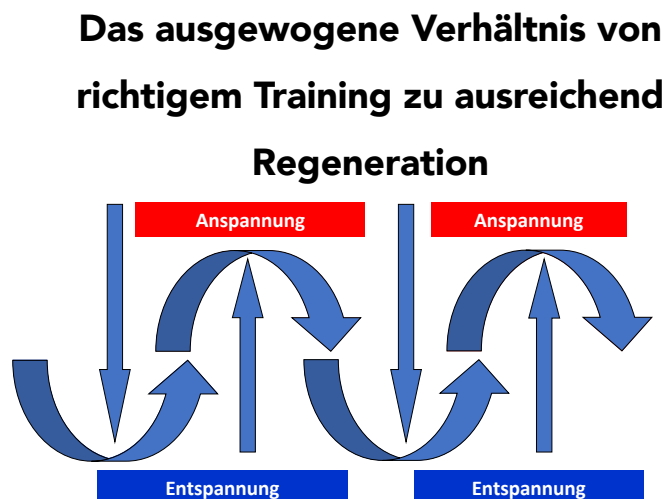 Das ausgewogene Verhältnis von
richtigem Training zu ausreichend
Regeneration
Anspannung
Anspannung
Entspannung
Entspannung